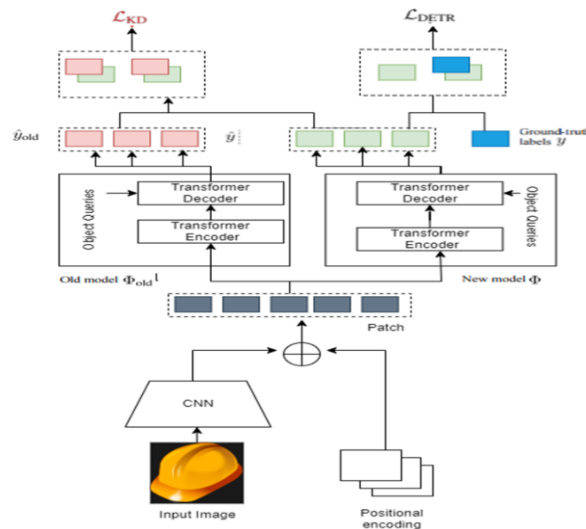 ℒKD
ℒDETR
ŷold
ŷ
Ground-truth
labels y
Transformer
Decoder
Transformer
Encoder
Object Queries
Transformer
Decoder
Transformer
Encoder
Object Queries
Old model Φold
New model Φ
Patch
CNN
Input Image
Positional
encoding